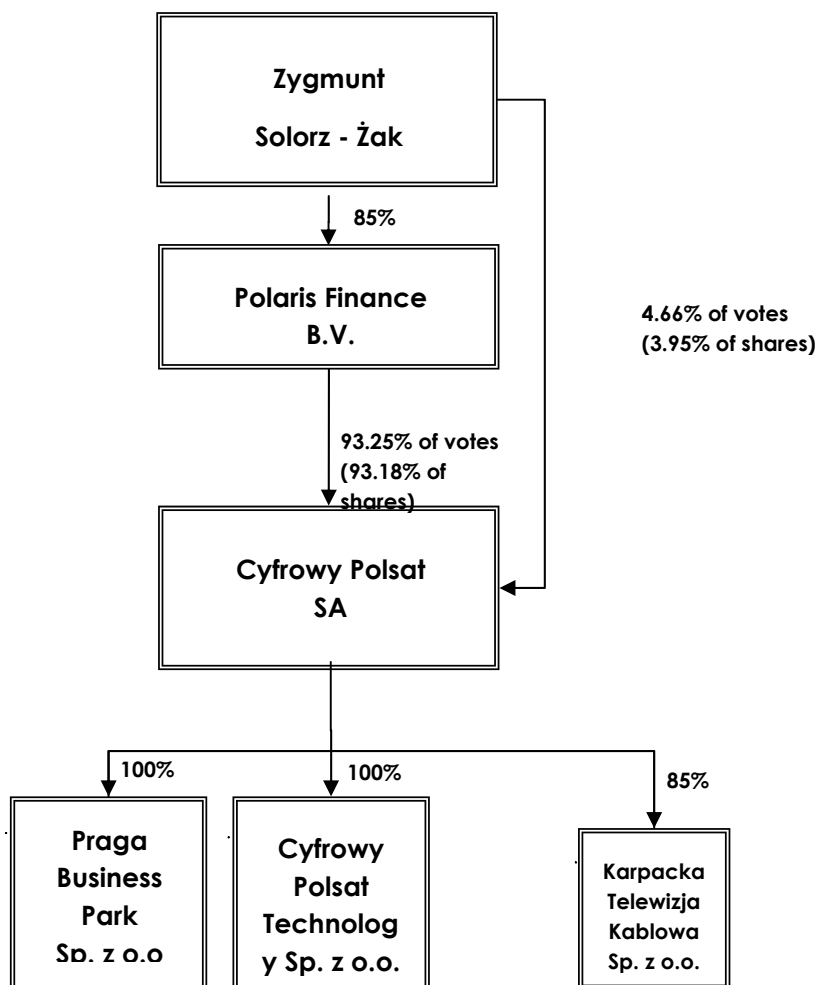 Zygmunt
Solorz - Żak
85%
Polaris Finance
B.V.
4.66% of votes
(3.95% of shares)
93.25% of votes
(93.18% of
shares)
Cyfrowy Polsat
SA
100%
100%
85%
Praga
Business
Park
Sp. z o.o
Cyfrowy
Polsat
Technolog
y Sp. z o.o.
Karpacka
Telewizja
Kablowa
Sp. z o.o.